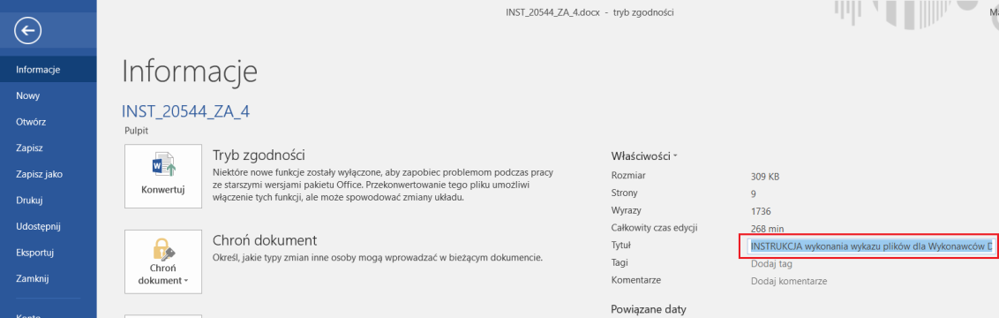 INST_20544_ZA_4.docx - tryb zgodności
Informacje
Nowy
Otwórz
Zapisz
Zapisz jako
Drukuj
Udostępnij
Eksportuj
Zamknij
Informacje
INST_20544_ZA_4
Pulpit
Konwertuj
Tryb zgodności
Niektóre nowe funkcje zostały wyłączone, aby zapobiec problemom podczas pracy
ze starszymi wersjami pakietu Office. Przekonwertowanie tego pliku umożliwi
włączenie tych funkcji, ale może spowodować zmiany układu.
Chroń
dokument
Chroń dokument
Określ, jakie typy zmian inne osoby mogą wprowadzać w bieżącym dokumencie.
Właściwości
Rozmiar 309 KB
Strony 9
Wyrazy 1736
Całkowity czas edycji 268 min
Tytuł INSTRUKCJA wykonania wykazu plików dla Wykonawców
Tagi Dodaj tag
Komentarze Dodaj komentarze
Powiązane daty